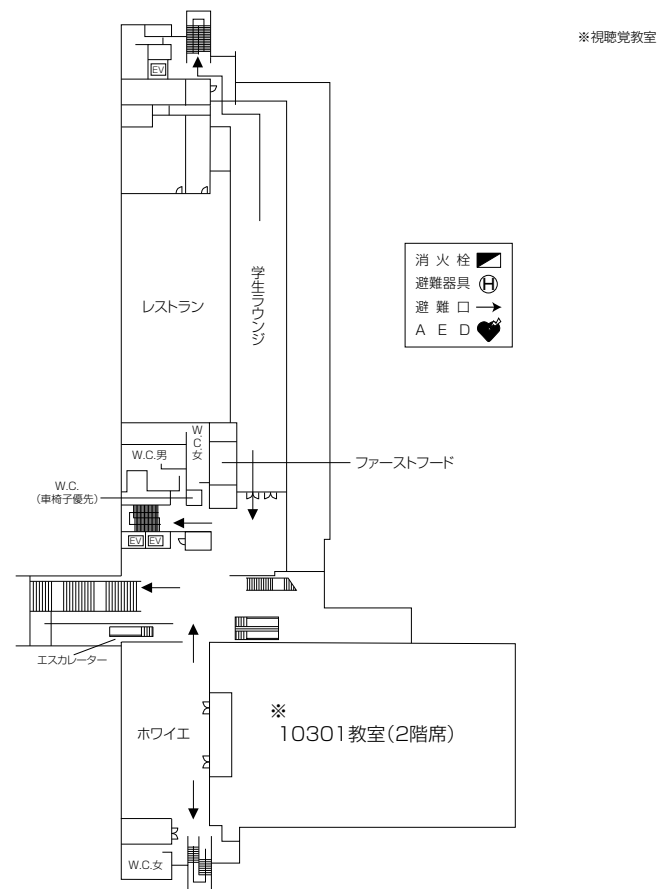 ※視聴覚教室
EV
学生ラウンジ
レストラン
消火栓
避難器具 H
避難口
AED
W.C.男
W.C.女
ファーストフード
W.C.
(車椅子優先)
EV EV
エスカレーター
ホワイエ
※
10301教室(2階席)
W.C.女